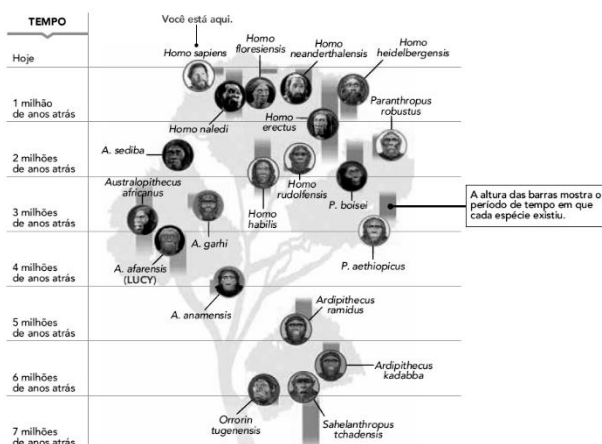 TEMPO
Você está aqui.
Hoje
Homo sapiens
Homo
floresiensis
Homo
neanderthalensis
Homo
heidelbergensis
1 milhão
de anos atrás
Homo naledi
Homo
erectus
Paranthropus
robustus
2 milhões
de anos atrás
A. sediba
Australopithecus
africanus
Homo
rudolfensis
P. boisei
A altura das barras mostra o
período de tempo em que
cada espécie existiu.
3 milhões
de anos atrás
Homo
habilis
A. garhi
4 milhões
de anos atrás
A. afarensis
(LUCY)
P. aethiopicus
A. anamensis
Ardipithecus
ramidus
5 milhões
de anos atrás
Ardipithecus
kadabba
6 milhões
de anos atrás
Orrorin
tugenensis
Sahelanthropus
tchadensis
7 milhões
de anos atrás